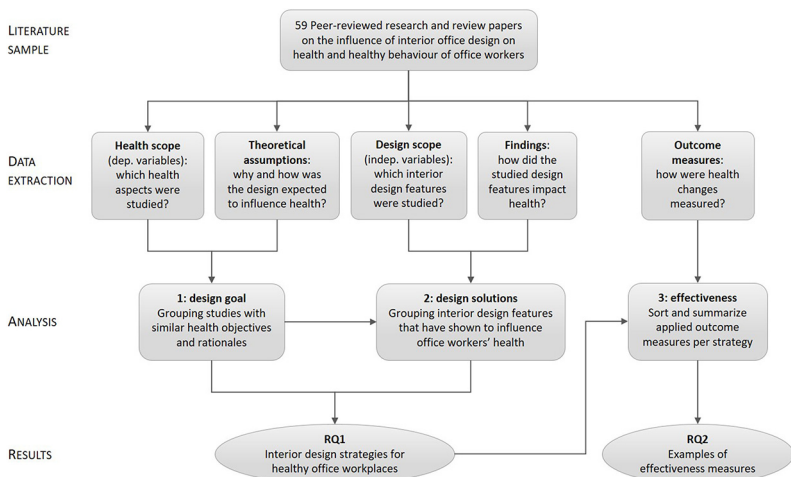 LITERATURE
SAMPLE
59 Peer-reviewed research and review papers
on the influence of interior office design on
health and healthy behaviour of office workers
DATA
EXTRACTION
Health scope
(dep. variables):
which health
aspects were
studied?
Theoretical
assumptions:
why and how was
the design expected
to influence health?
Design scope
(indep. variables):
which interior
design features
were studied?
Findings:
how did the
studied design
features impact
health?
Outcome
measures:
how were health
changes
measured?
ANALYSIS
1: design goal
Grouping studies with
similar health objectives
and rationales
2: design solutions
Grouping interior design features
that have shown to influence
office workers' health
3: effectiveness
Sort and summarize
applied outcome
measures per strategy
RESULTS
RQ1
Interior design strategies for
healthy office workplaces
RQ2
Examples of
effectiveness measures